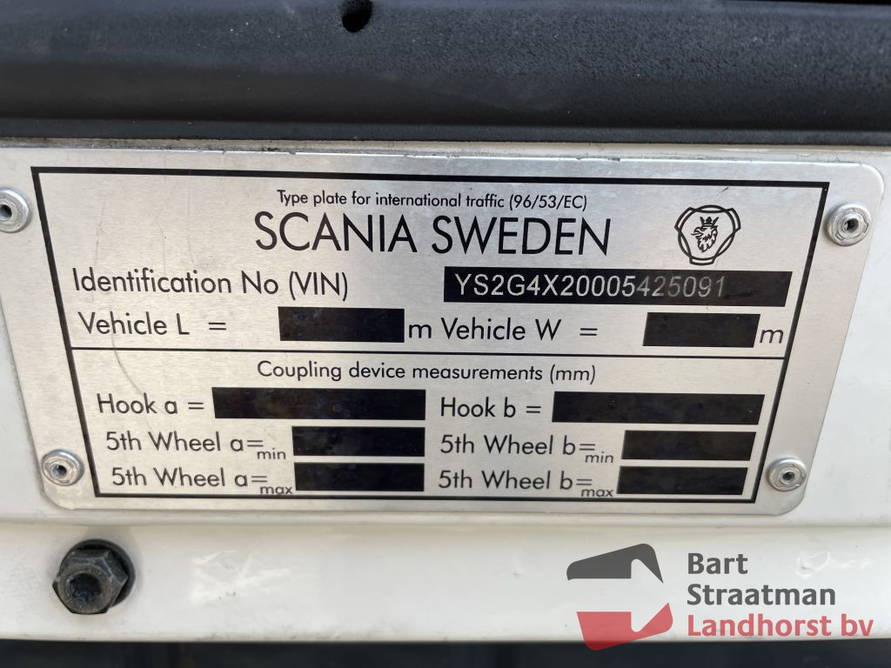 Type plate for international traffic (96/53/EC)
SCANIA SWEDEN
Identification No (VIN) YS2G4X20005425091
Vehicle L = m Vehicle W = m
Coupling device measurements (mm)
Hook a = Hook b =
5th Wheel a=min 5th Wheel b=min
5th Wheel a=max 5th Wheel b=max
Bart
Straatman
Landhorst bv